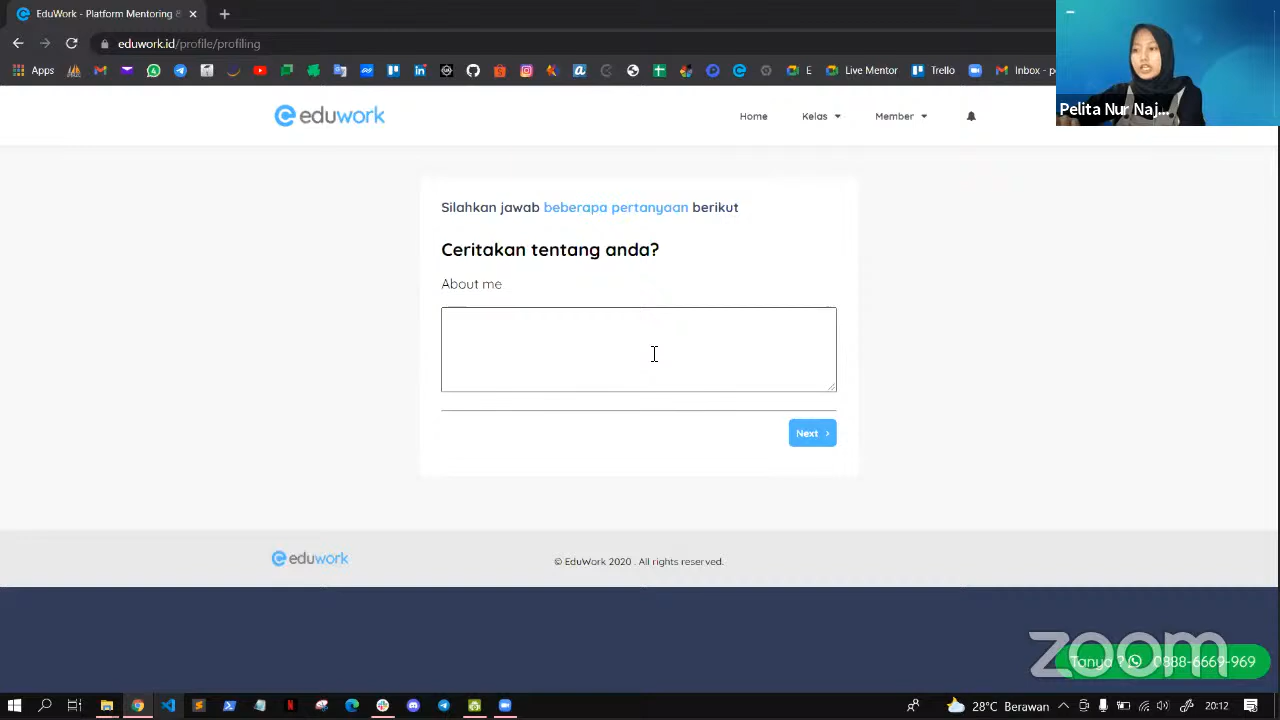 EduWork - Platform Mentoring &
eduwork.id/profile/profiling
Apps
E
Live Mentor
Trello
Inbox - p
Pelita Nur Naj...
eduwork
Home
Kelas
Member
Silahkan jawab beberapa pertanyaan berikut
Ceritakan tentang anda?
About me
Next
eduwork
© EduWork 2020 . All rights reserved.
zoom
Tanya ? 0888-6669-969
28°C Berawan
20:12